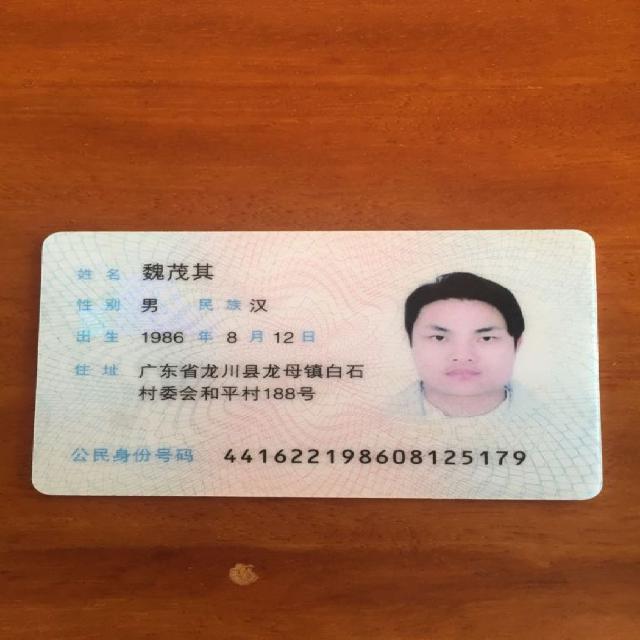 姓名 魏茂其
性别 男 民族 汉
出生 1986 年 8 月 12 日
住址 广东省龙川县龙母镇白石
村委会和平村188号
公民身份号码 441622198608125179